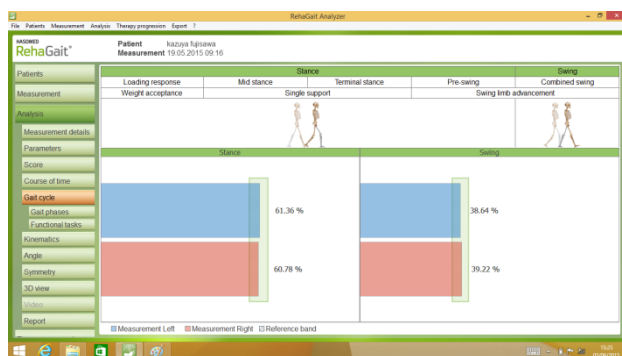 RehaGait Analyzer
File Patients Measurement Analysis Therapy progression Export ?
HASOMED
RehaGait®
Patient kazuya fujisawa
Measurement 19.05.2015 09:16
Patients
Measurement
Analysis
Measurement details
Parameters
Score
Course of time
Gait cycle
Gait phases
Functional tasks
Kinematics
Angle
Symmetry
3D view
Video
Report
Stance Swing
Loading response Mid stance Terminal stance Pre-swing Combined swing
Weight acceptance Single support Swing limb advancement
Stance Swing
61.36 % 38.64 %
60.78 % 39.22 %
Measurement Left Measurement Right Reference band